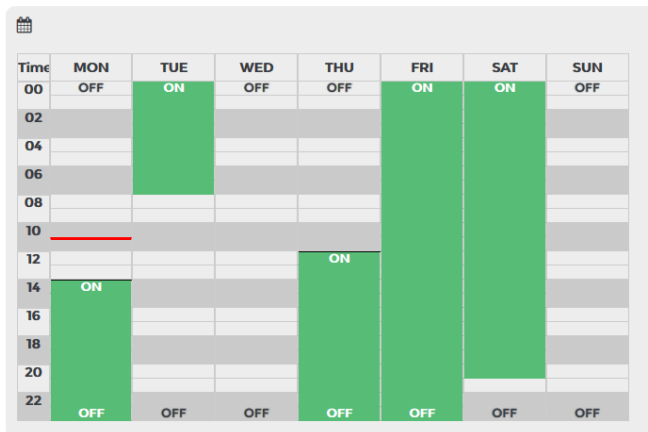 Time MON TUE WED THU FRI SAT SUN
00 OFF ON OFF OFF ON ON OFF
02
04
06
08
10
12 ON
14 ON
16
18
20
22
OFF OFF OFF OFF OFF OFF OFF